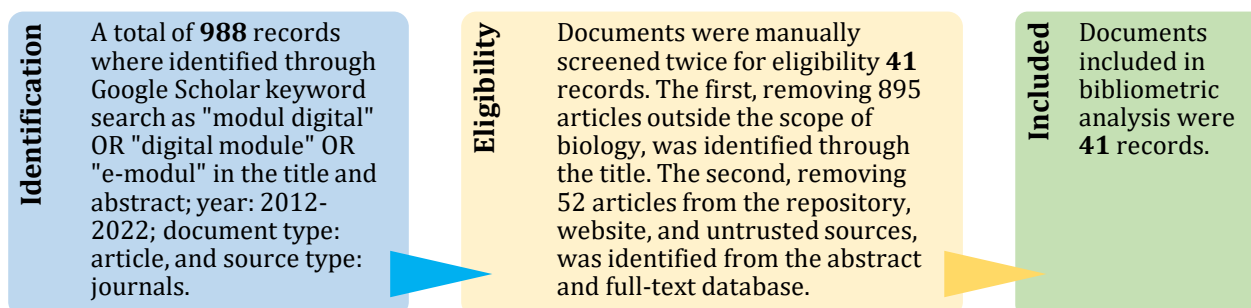 Identification
A total of 988 records
where identified through
Google Scholar keyword
search as "modul digital"
OR "digital module" OR
"e-modul" in the title and
abstract; year: 2012-
2022; document type:
article, and source type:
journals.
Eligibility
Documents were manually
screened twice for eligibility 41
records. The first, removing 895
articles outside the scope of
biology, was identified through
the title. The second, removing
52 articles from the repository,
website, and untrusted sources,
was identified from the abstract
and full-text database.
Included
Documents
included in
bibliometric
analysis were
41 records.